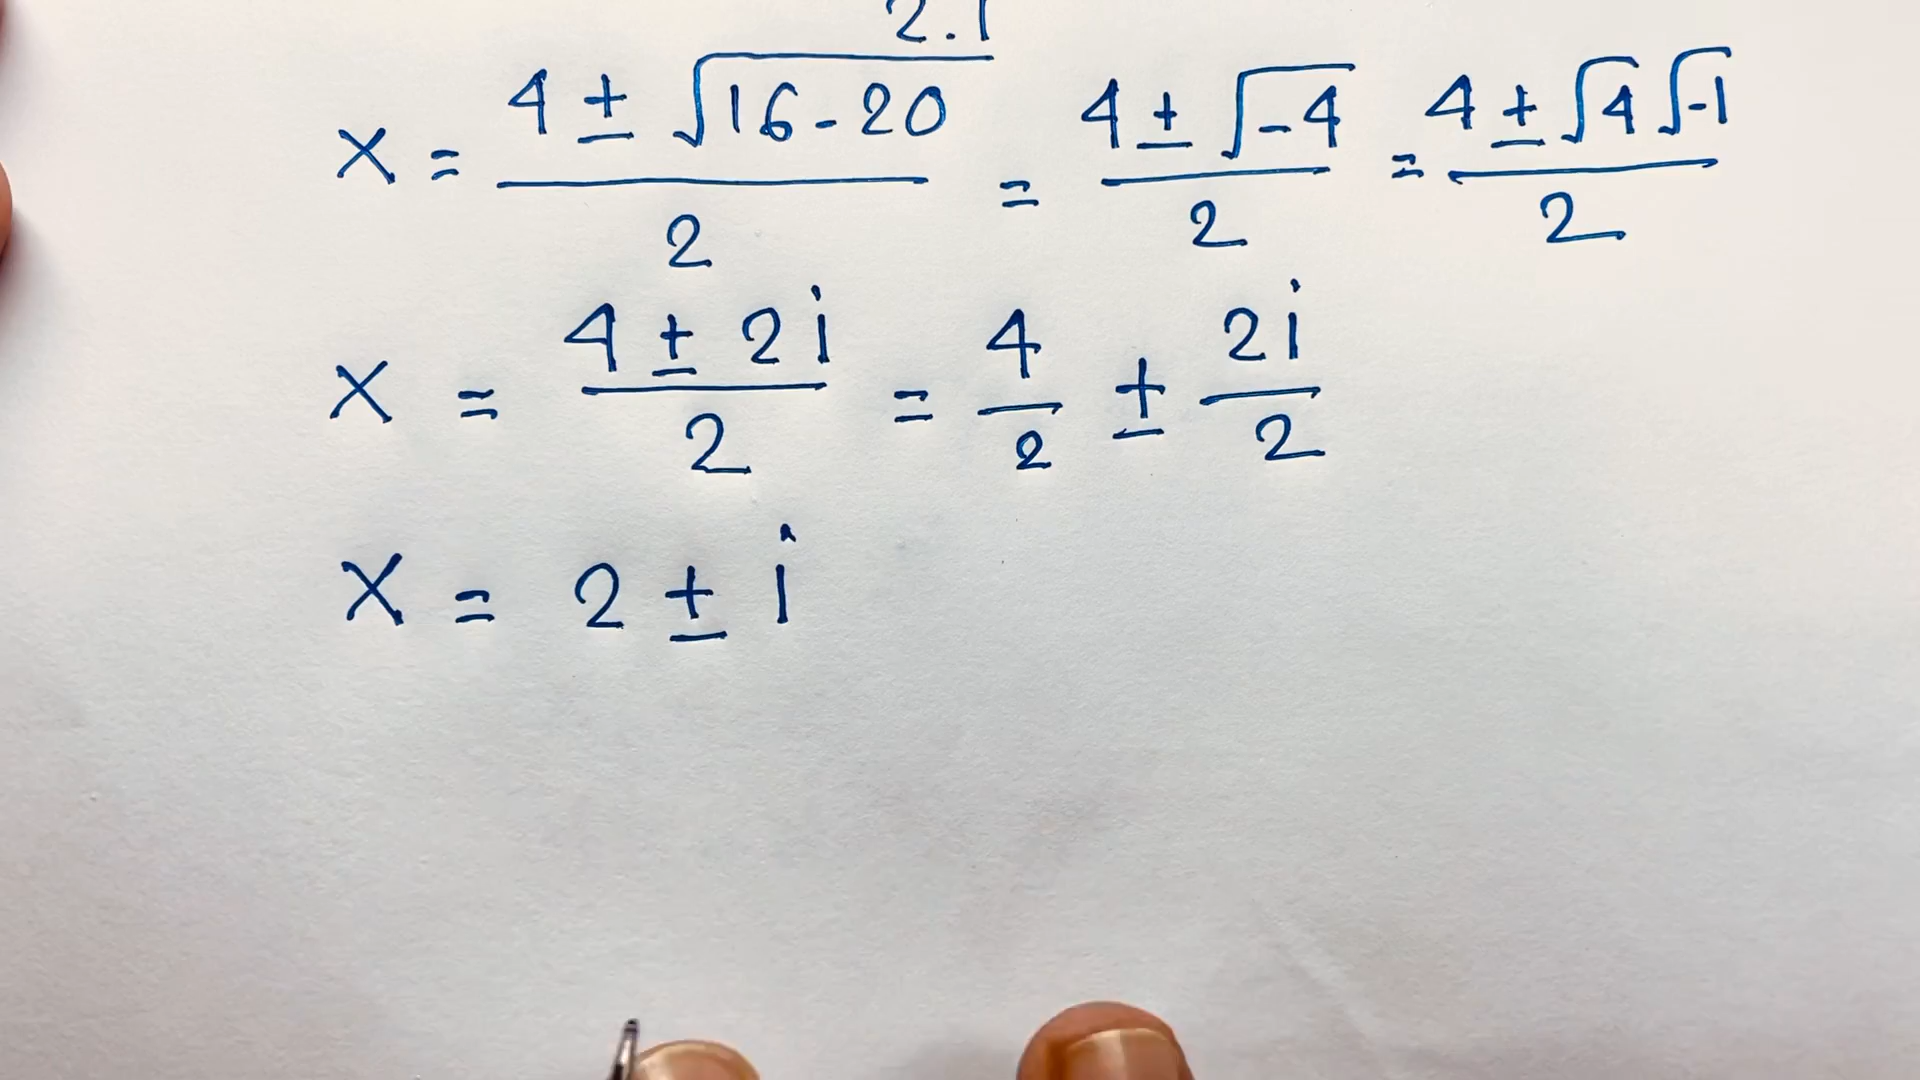 2.1
x = 4 ± √16-20 / 2 = 4 ± √-4 / 2 = 4 ± √4 √-1 / 2
x = 4 ± 2i / 2 = 4/2 ± 2i/2
x = 2 ± i